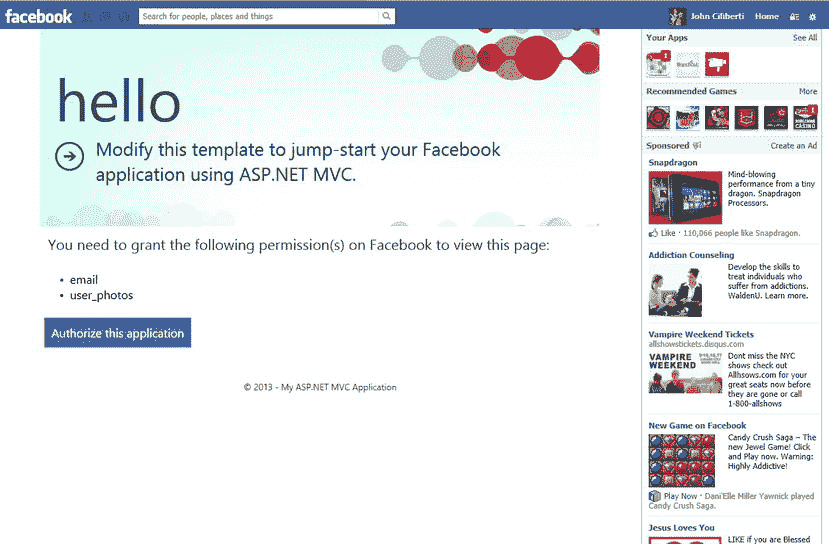 facebook
Search for people, places and things
John Ciliberti
Home
hello
Modify this template to jump-start your Facebook
application using ASP.NET MVC.
You need to grant the following permission(s) on Facebook to view this page:
• email
• user_photos
Authorize this application
© 2013 - My ASP.NET MVC Application
Your Apps
See All
Recommended Games
More
Sponsored
Create an Ad
Snapdragon
Mind-blowing
performance from a tiny
dragon. Snapdragon
Processors.
Like · 110,066 people like Snapdragon.
Addiction Counseling
Develop the skills to
treat individuals who
suffer from addictions.
WaldenU. Learn more.
Vampire Weekend Tickets
allshowstickets.disqus.com
VAMPIRE
WEEKEND
Dont miss the NYC
shows check out
Allhsows.com for your
great seats now before
they are gone or call
1-800-allshows
New Game on Facebook
Candy Crush Saga – The
new Jewel Game! Click
and Play now. Warning:
Highly Addictive!
Play Now · Dani'Elle Miller Yawnick played
Candy Crush Saga.
Jesus Loves You
LIKE if you are Blessed